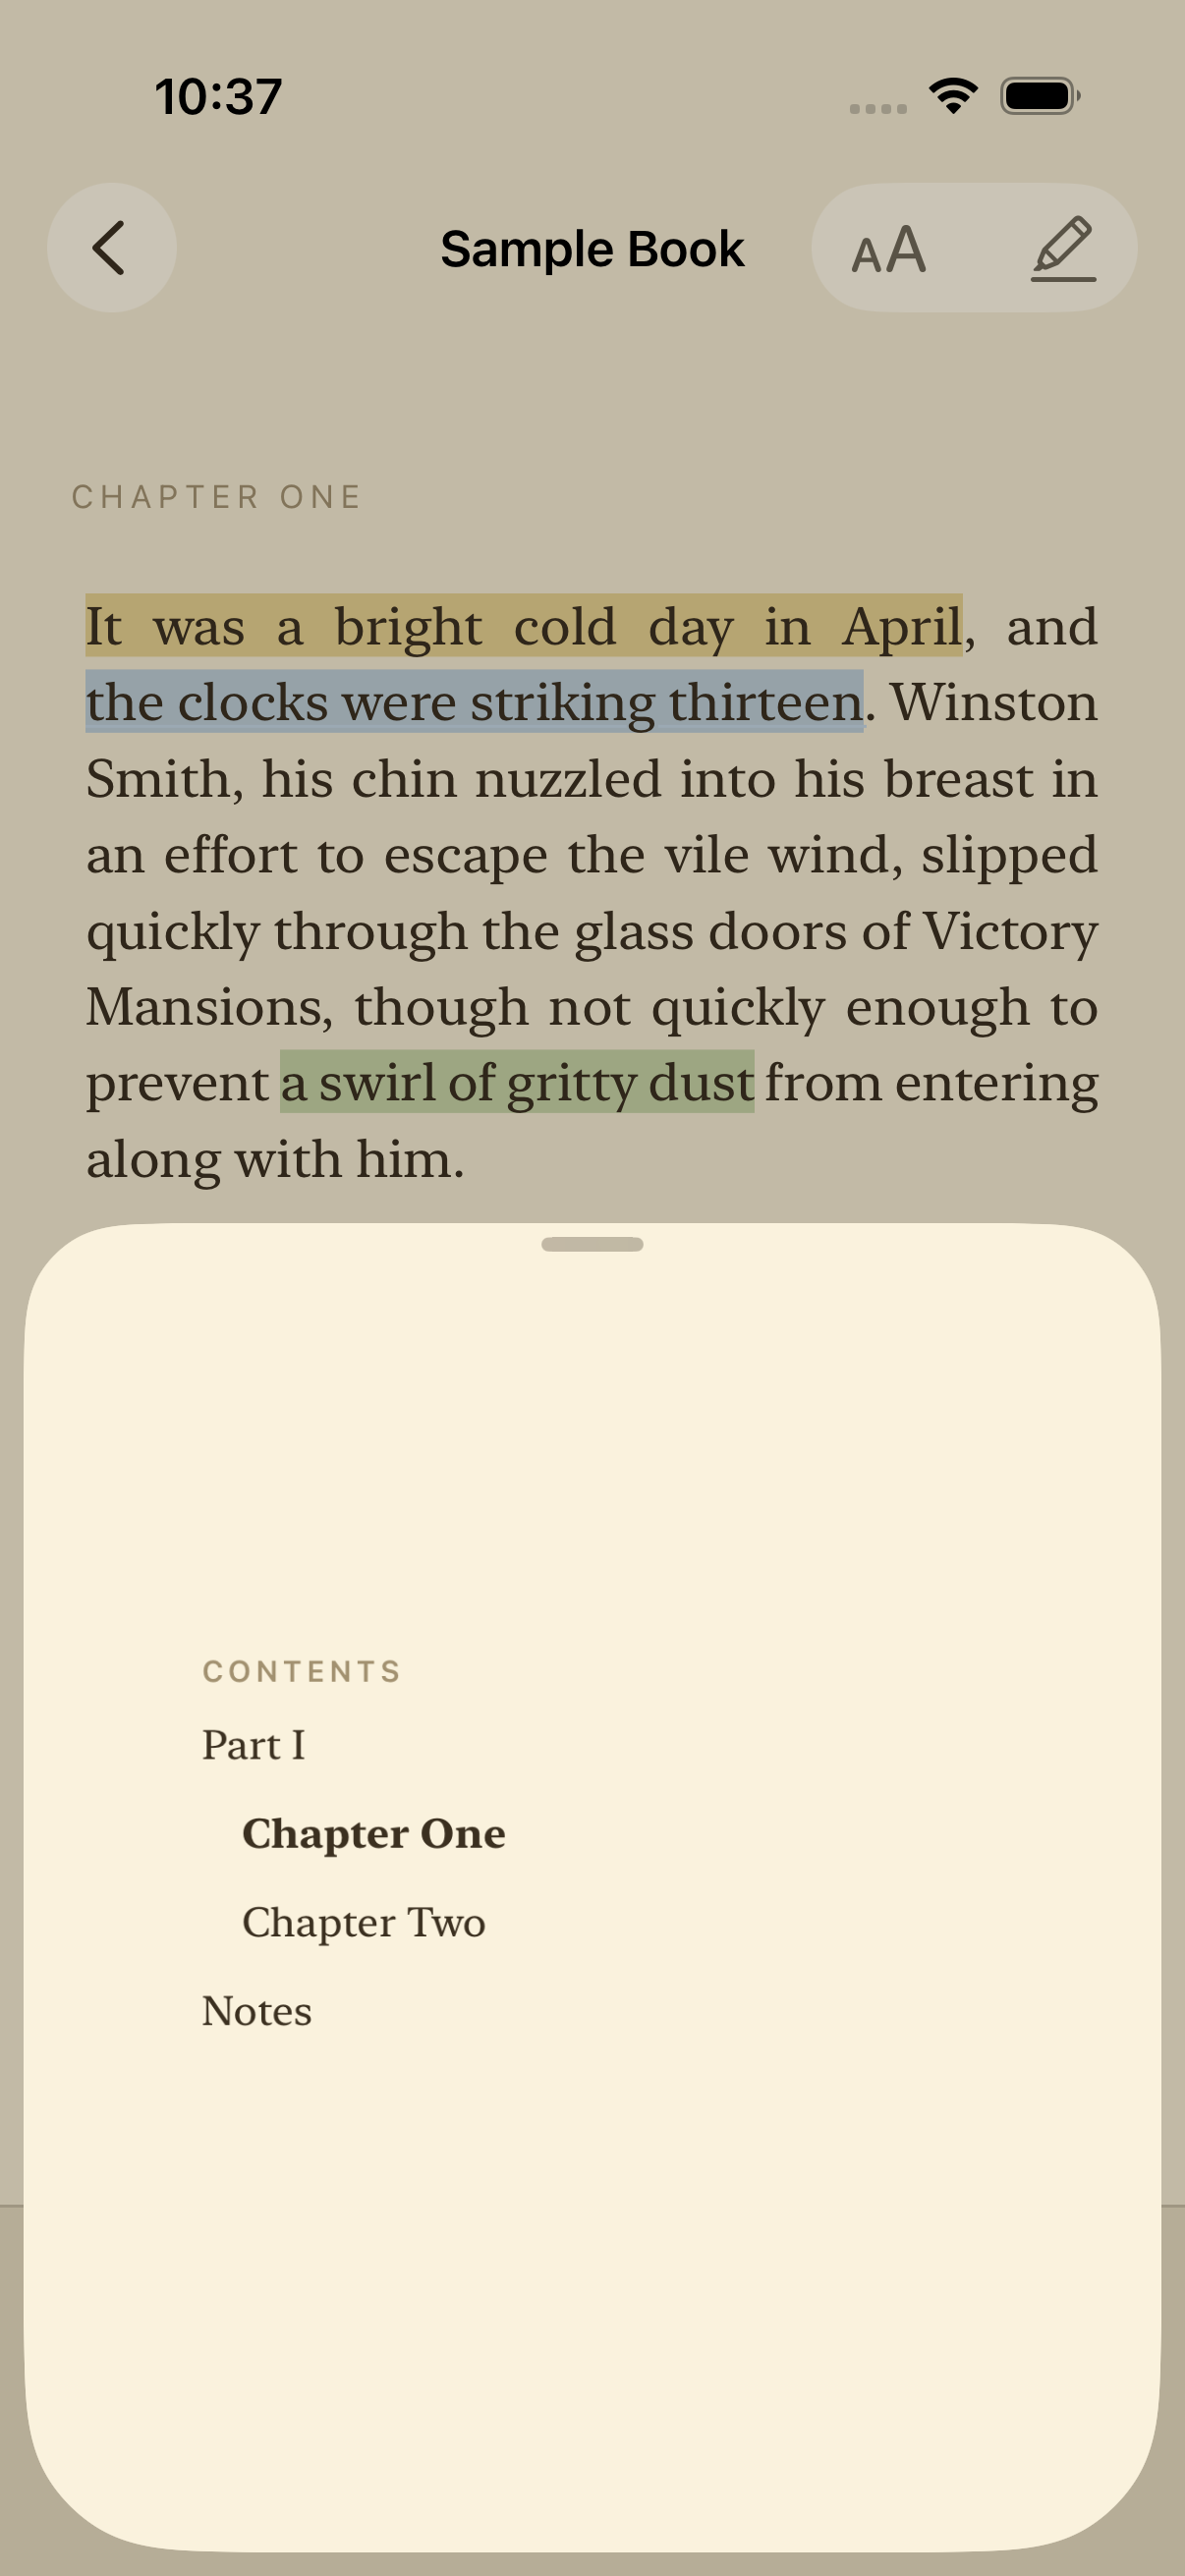 10:37
Sample Book
AA
CHAPTER ONE
It was a bright cold day in April, and
the clocks were striking thirteen. Winston
Smith, his chin nuzzled into his breast in
an effort to escape the vile wind, slipped
quickly through the glass doors of Victory
Mansions, though not quickly enough to
prevent a swirl of gritty dust from entering
along with him.
CONTENTS
Part I
Chapter One
Chapter Two
Notes